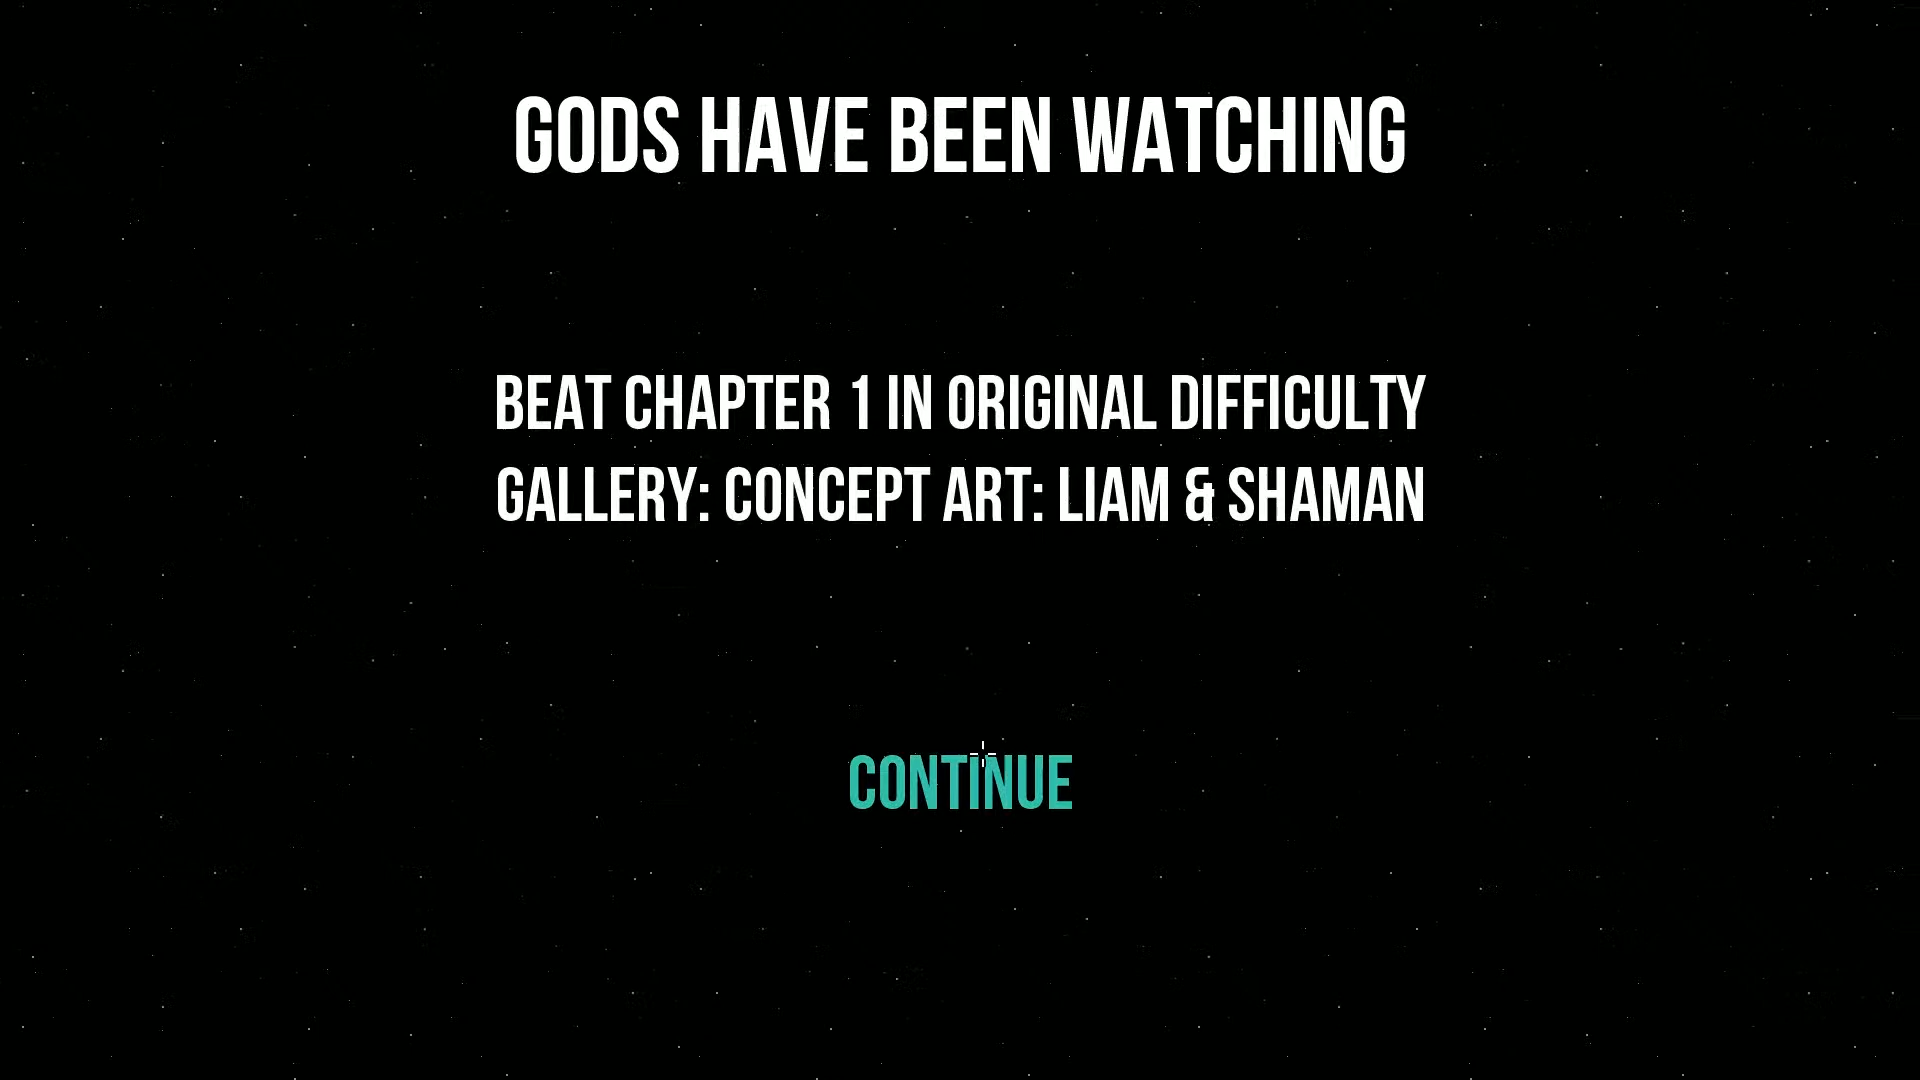 GODS HAVE BEEN WATCHING
BEAT CHAPTER 1 IN ORIGINAL DIFFICULTY
GALLERY: CONCEPT ART: LIAM & SHAMAN
CONTINUE